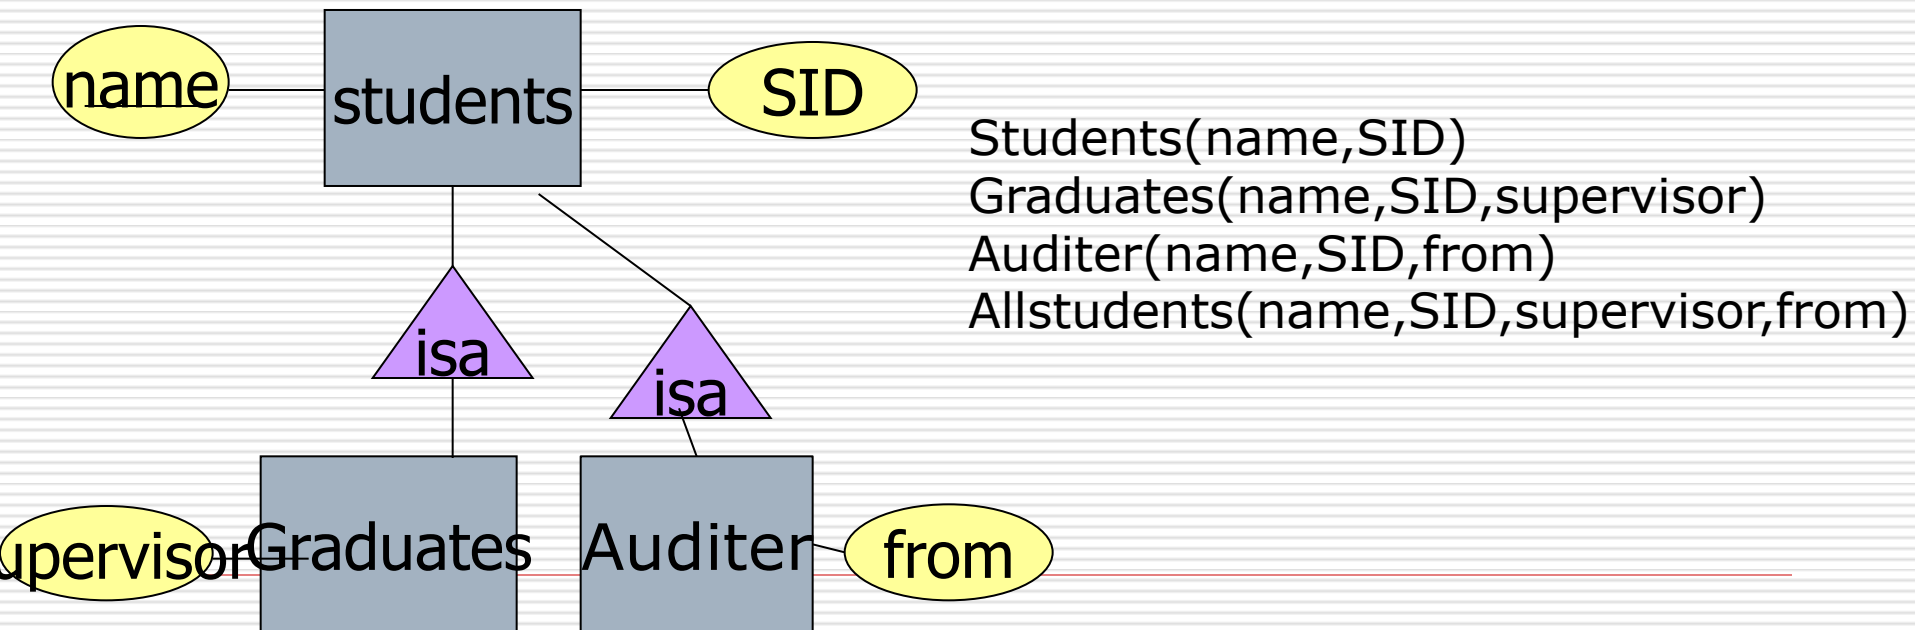 name
students
SID
Students(name,SID)
Graduates(name,SID,supervisor)
Auditer(name,SID,from)
Allstudents(name,SID,supervisor,from)
isa
isa
upervisor
Graduates
Auditer
from